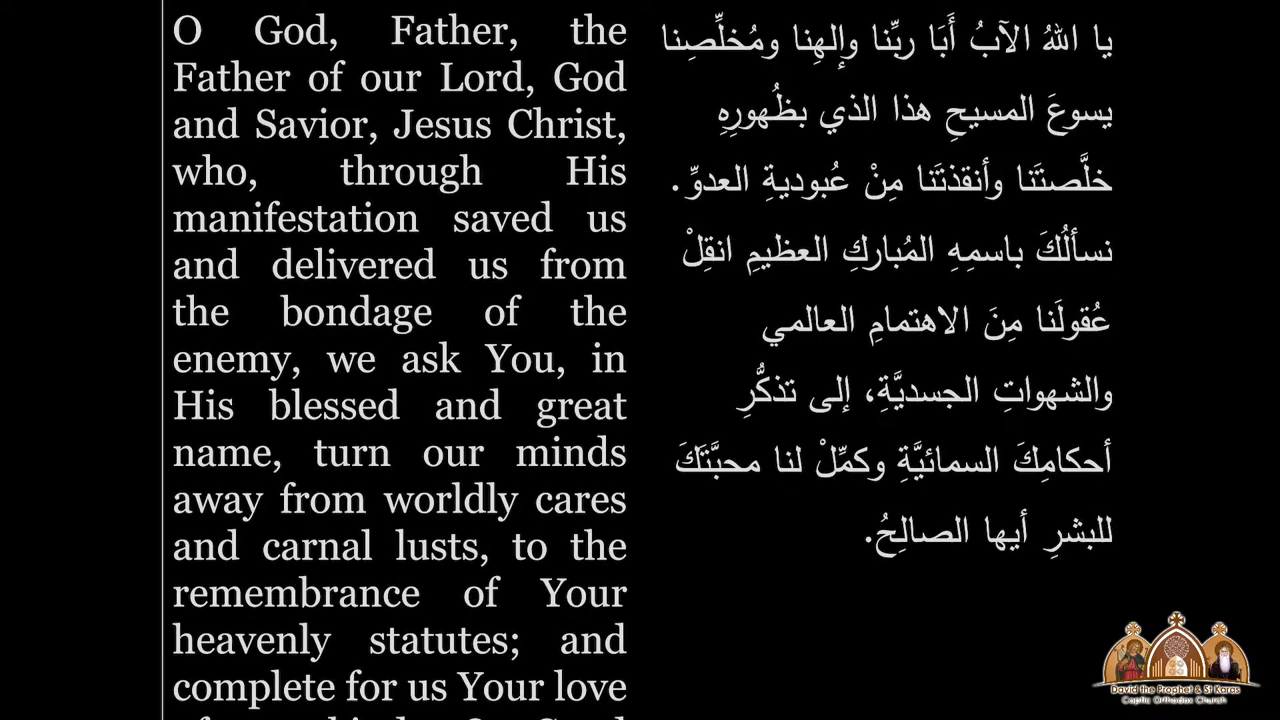 O God, Father, the
Father of our Lord, God
and Savior, Jesus Christ,
who, through His
manifestation saved us
and delivered us from
the bondage of the
enemy, we ask You, in
His blessed and great
name, turn our minds
away from worldly cares
and carnal lusts, to the
remembrance of Your
heavenly statutes; and
complete for us Your love
يا اللهُ الآبُ أَبَا ربِّنا وإلهِنا ومُخلِّصِنا
يسوعَ المسيحِ هذا الذي بظُهورِهِ
خلَّصتَنا وأنقذتَنا مِنْ عُبوديةِ العدوِّ.
نسألُكَ باسمِهِ المُباركِ العظيمِ انقِلْ
عُقولَنا مِنَ الاهتمامِ العالمي
والشهواتِ الجسديَّةِ، إلى تذكُّرِ
أحكامِكَ السمائيَّةِ وكمِّلْ لنا محبَّتَكَ
للبشرِ أيها الصالِحُ.
David the Prophet & St Karas
Coptic Orthodox Church